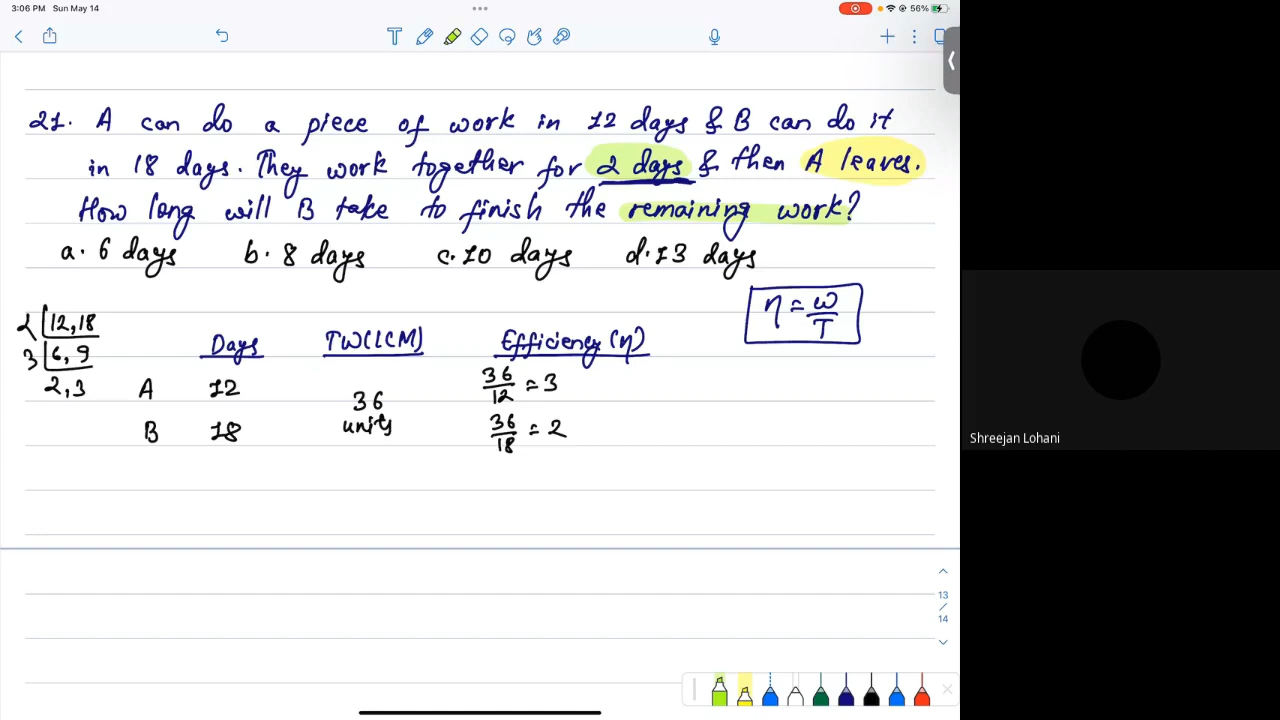 3:06 PM Sun May 14
56%
21. A can do a piece of work in 12 days & B can do it
in 18 days. They work together for 2 days & then A leaves.
How long will B take to finish the remaining work?
a. 6 days b. 8 days c. 10 days d. 13 days
η = w/T
2 | 12, 18
3 | 6, 9
2, 3
Days TW(LCM) Efficiency (η)
A 12 36/12 = 3
36 units
B 18 36/18 = 2
Shreejan Lohani
13
/
14